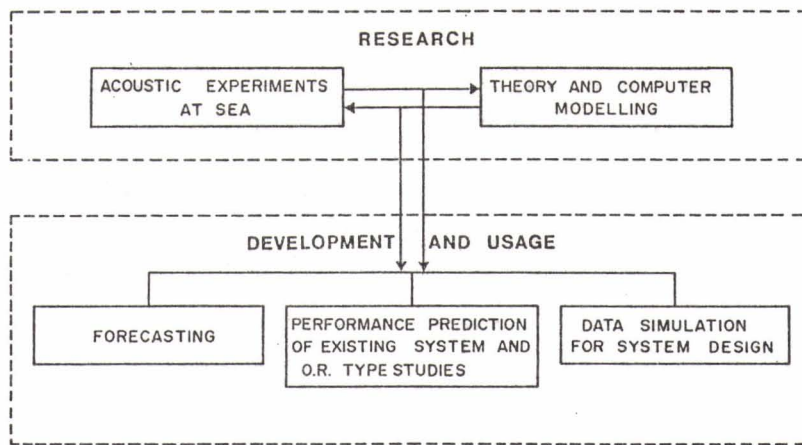 RESEARCH
ACOUSTIC EXPERIMENTS
AT SEA
THEORY AND COMPUTER
MODELLING
DEVELOPMENT AND USAGE
FORECASTING
PERFORMANCE PREDICTION
OF EXISTING SYSTEM AND
O.R. TYPE STUDIES
DATA SIMULATION
FOR SYSTEM DESIGN